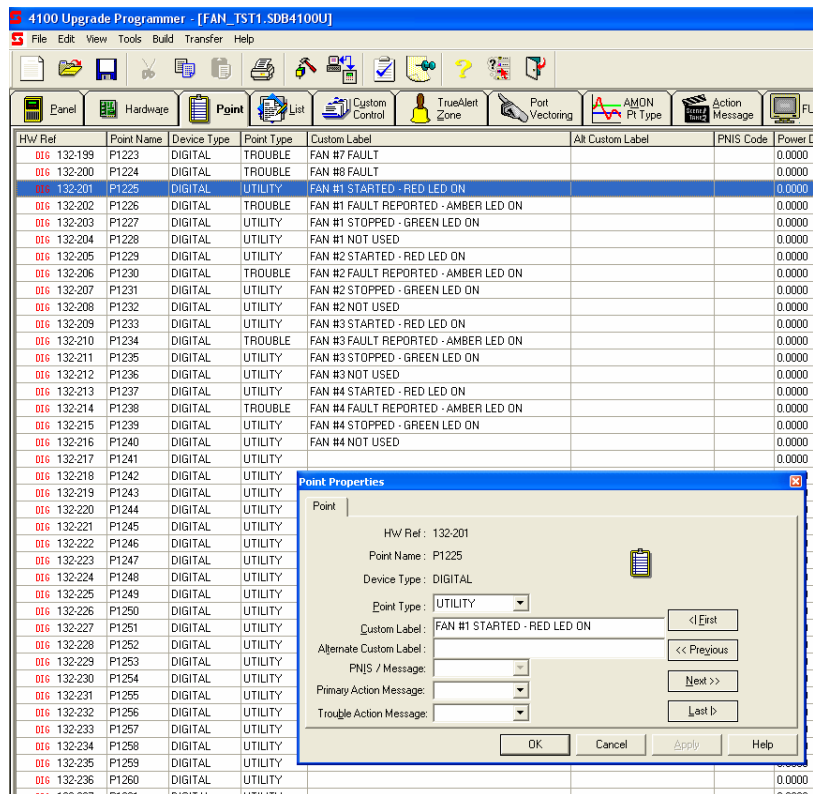 4100 Upgrade Programmer - [FAN_TST1.SDB4100U]
File Edit View Tools Build Transfer Help
Panel Hardware Point List Custom Control TrueAlert Zone Port Vectoring AMON Pt Type Action Message FU
HW Ref Point Name Device Type Point Type Custom Label Alt Custom Label PNIS Code Power D
DIG 132-199 P1223 DIGITAL TROUBLE FAN #7 FAULT 0.0000
DIG 132-200 P1224 DIGITAL TROUBLE FAN #8 FAULT 0.0000
DIG 132-201 P1225 DIGITAL UTILITY FAN #1 STARTED - RED LED ON 0.0000
DIG 132-202 P1226 DIGITAL TROUBLE FAN #1 FAULT REPORTED - AMBER LED ON 0.0000
DIG 132-203 P1227 DIGITAL UTILITY FAN #1 STOPPED - GREEN LED ON 0.0000
DIG 132-204 P1228 DIGITAL UTILITY FAN #1 NOT USED 0.0000
DIG 132-205 P1229 DIGITAL UTILITY FAN #2 STARTED - RED LED ON 0.0000
DIG 132-206 P1230 DIGITAL TROUBLE FAN #2 FAULT REPORTED - AMBER LED ON 0.0000
DIG 132-207 P1231 DIGITAL UTILITY FAN #2 STOPPED - GREEN LED ON 0.0000
DIG 132-208 P1232 DIGITAL UTILITY FAN #2 NOT USED 0.0000
DIG 132-209 P1233 DIGITAL UTILITY FAN #3 STARTED - RED LED ON 0.0000
DIG 132-210 P1234 DIGITAL TROUBLE FAN #3 FAULT REPORTED - AMBER LED ON 0.0000
DIG 132-211 P1235 DIGITAL UTILITY FAN #3 STOPPED - GREEN LED ON 0.0000
DIG 132-212 P1236 DIGITAL UTILITY FAN #3 NOT USED 0.0000
DIG 132-213 P1237 DIGITAL UTILITY FAN #4 STARTED - RED LED ON 0.0000
DIG 132-214 P1238 DIGITAL TROUBLE FAN #4 FAULT REPORTED - AMBER LED ON 0.0000
DIG 132-215 P1239 DIGITAL UTILITY FAN #4 STOPPED - GREEN LED ON 0.0000
DIG 132-216 P1240 DIGITAL UTILITY FAN #4 NOT USED 0.0000
DIG 132-217 P1241 DIGITAL UTILITY 0.0000
DIG 132-218 P1242 DIGITAL UTILITY
DIG 132-219 P1243 DIGITAL UTILITY
DIG 132-220 P1244 DIGITAL UTILITY
DIG 132-221 P1245 DIGITAL UTILITY
DIG 132-222 P1246 DIGITAL UTILITY
DIG 132-223 P1247 DIGITAL UTILITY
DIG 132-224 P1248 DIGITAL UTILITY
DIG 132-225 P1249 DIGITAL UTILITY
DIG 132-226 P1250 DIGITAL UTILITY
DIG 132-227 P1251 DIGITAL UTILITY
DIG 132-228 P1252 DIGITAL UTILITY
DIG 132-229 P1253 DIGITAL UTILITY
DIG 132-230 P1254 DIGITAL UTILITY
DIG 132-231 P1255 DIGITAL UTILITY
DIG 132-232 P1256 DIGITAL UTILITY
DIG 132-233 P1257 DIGITAL UTILITY
DIG 132-234 P1258 DIGITAL UTILITY
DIG 132-235 P1259 DIGITAL UTILITY
DIG 132-236 P1260 DIGITAL UTILITY 0.0000
Point Properties
Point
HW Ref : 132-201
Point Name : P1225
Device Type : DIGITAL
Point Type : UTILITY
Custom Label : FAN #1 STARTED - RED LED ON
Alternate Custom Label :
PNIS / Message:
Primary Action Message:
Trouble Action Message:
<| First
<< Previous
Next >>
Last |>
OK Cancel Apply Help